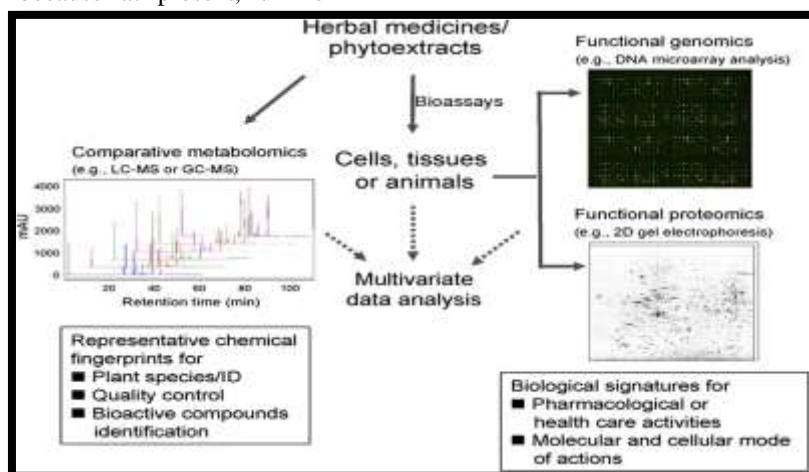 Herbal medicines/
phytoextracts
Functional genomics
(e.g., DNA microarray analysis)
Bioassays
Comparative metabolomics
(e.g., LC-MS or GC-MS)
Cells, tissues
or animals
4000
3000
2000
1000
0
mAU
20
40
60
80
100
Retention time (min)
Functional proteomics
(e.g., 2D gel electrophoresis)
Multivariate
data analysis
Representative chemical
fingerprints for
■ Plant species/ID
■ Quality control
■ Bioactive compounds
identification
Biological signatures for
■ Pharmacological or
health care activities
■ Molecular and cellular mode
of actions